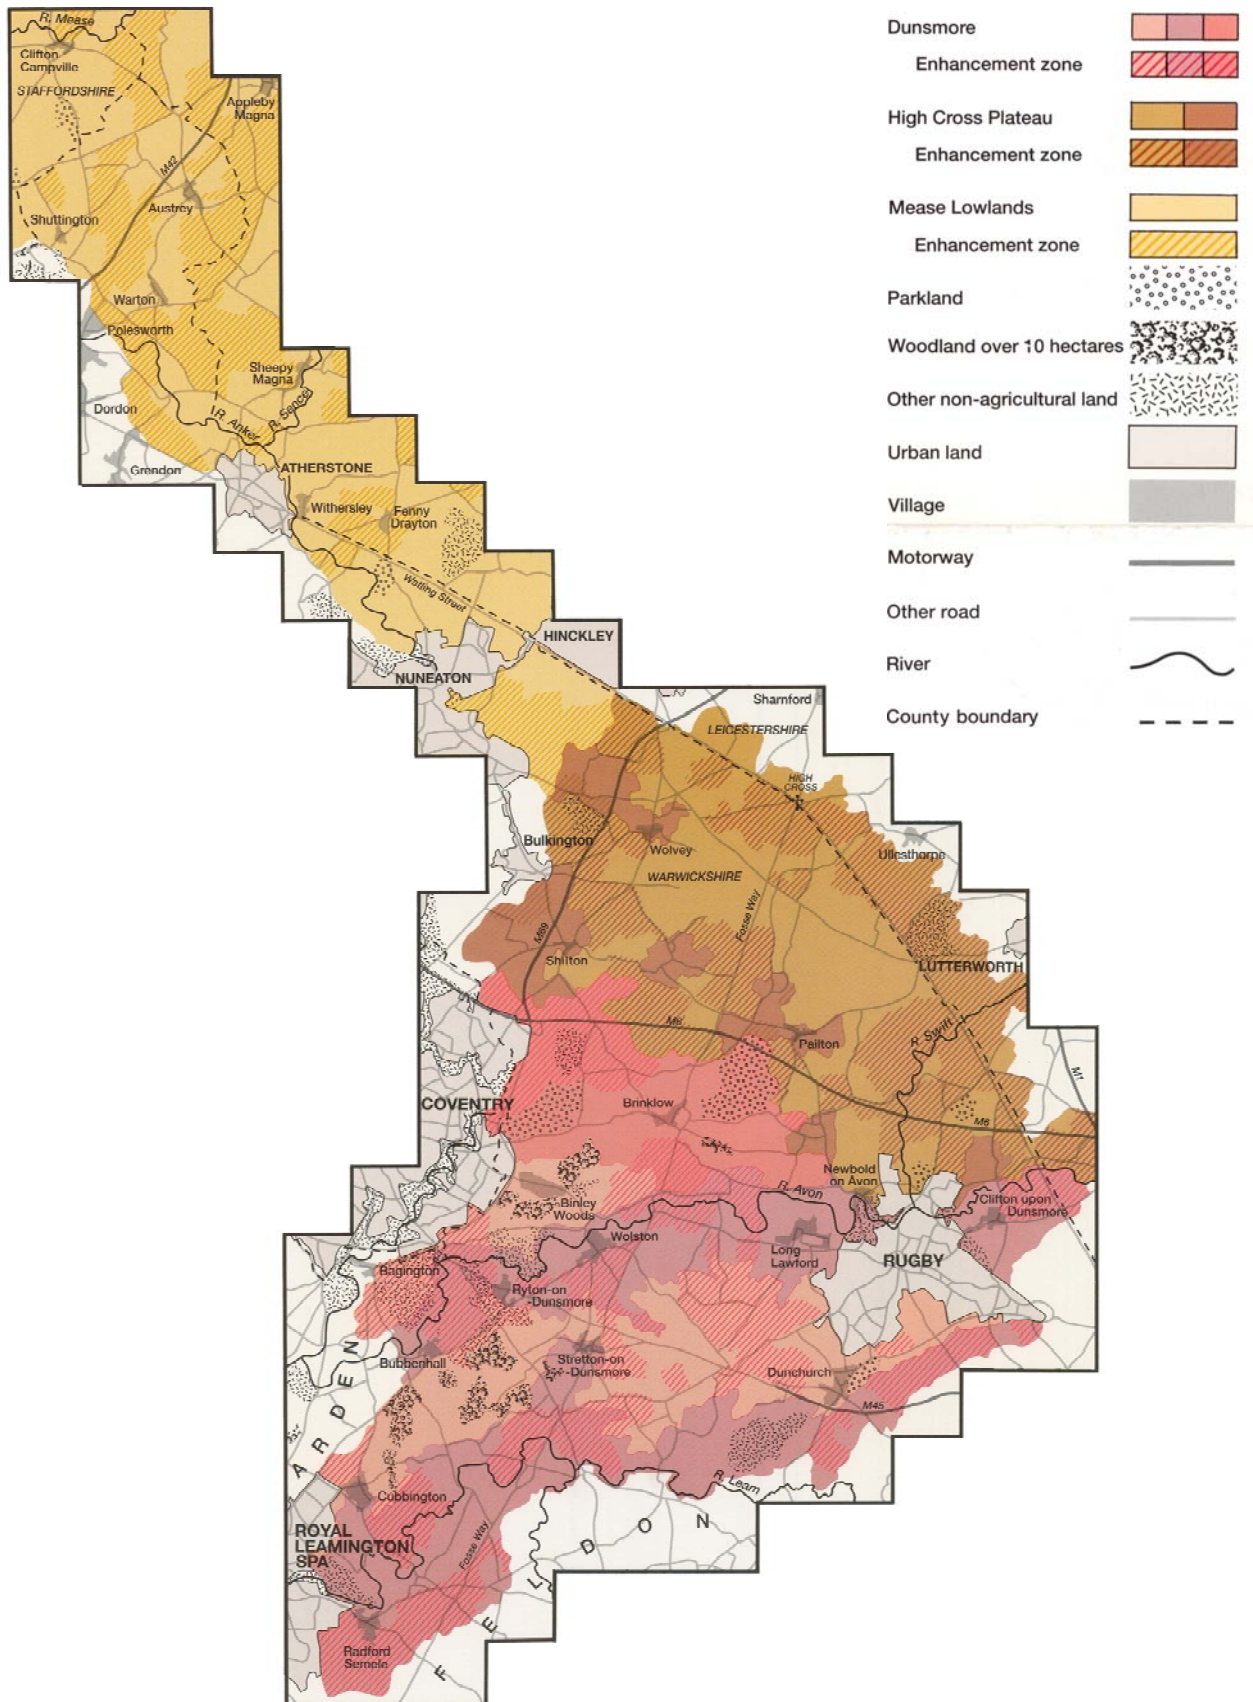 R. Mease
Clifton
Campville
STAFFORDSHIRE
Appleby
Magna
M42
Austrey
Shuttington
Warton
Polesworth
Sheepy
Magna
R. Sence
R. Anker
Dordon
Grendon
ATHERSTONE
Withersley
Fenny
Drayton
Watling Street
HINCKLEY
NUNEATON
Sharnford
LEICESTERSHIRE
HIGH
CROSS
Bulkington
Wolvey
Ullesthorpe
WARWICKSHIRE
Fosse Way
M69
Shilton
LUTTERWORTH
M6
Pailton
R. Swift
M1
COVENTRY
Brinklow
M6
Newbold
on Avon
R. Avon
Clifton upon
Dunsmore
Binley
Woods
Wolston
Long
Lawford
RUGBY
Bagington
Ryton-on
-Dunsmore
Bubbenhall
Stretton-on
-Dunsmore
Dunchurch
M45
ARDEN
R. Leam
Cubbington
ROYAL
LEAMINGTON
SPA
Fosse Way
FELDON
Radford
Semele
Dunsmore
Enhancement zone
High Cross Plateau
Enhancement zone
Mease Lowlands
Enhancement zone
Parkland
Woodland over 10 hectares
Other non-agricultural land
Urban land
Village
Motorway
Other road
River
County boundary